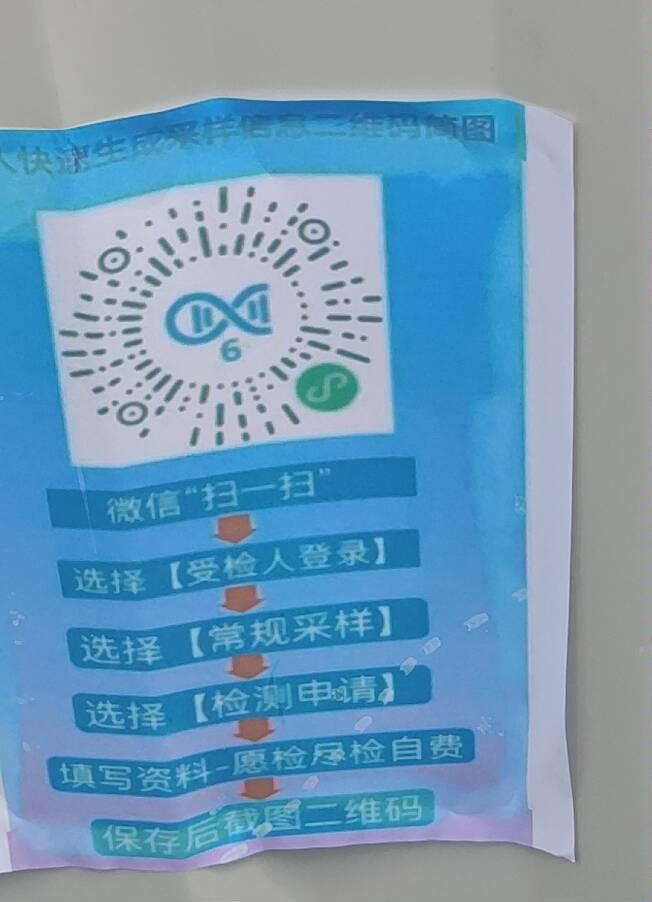 人快速生成采样信息二维码简图
6
微信“扫一扫”
选择【受检人登录】
选择【常规采样】
选择【检测申请】
填写资料-愿检尽检自费
保存后截图二维码